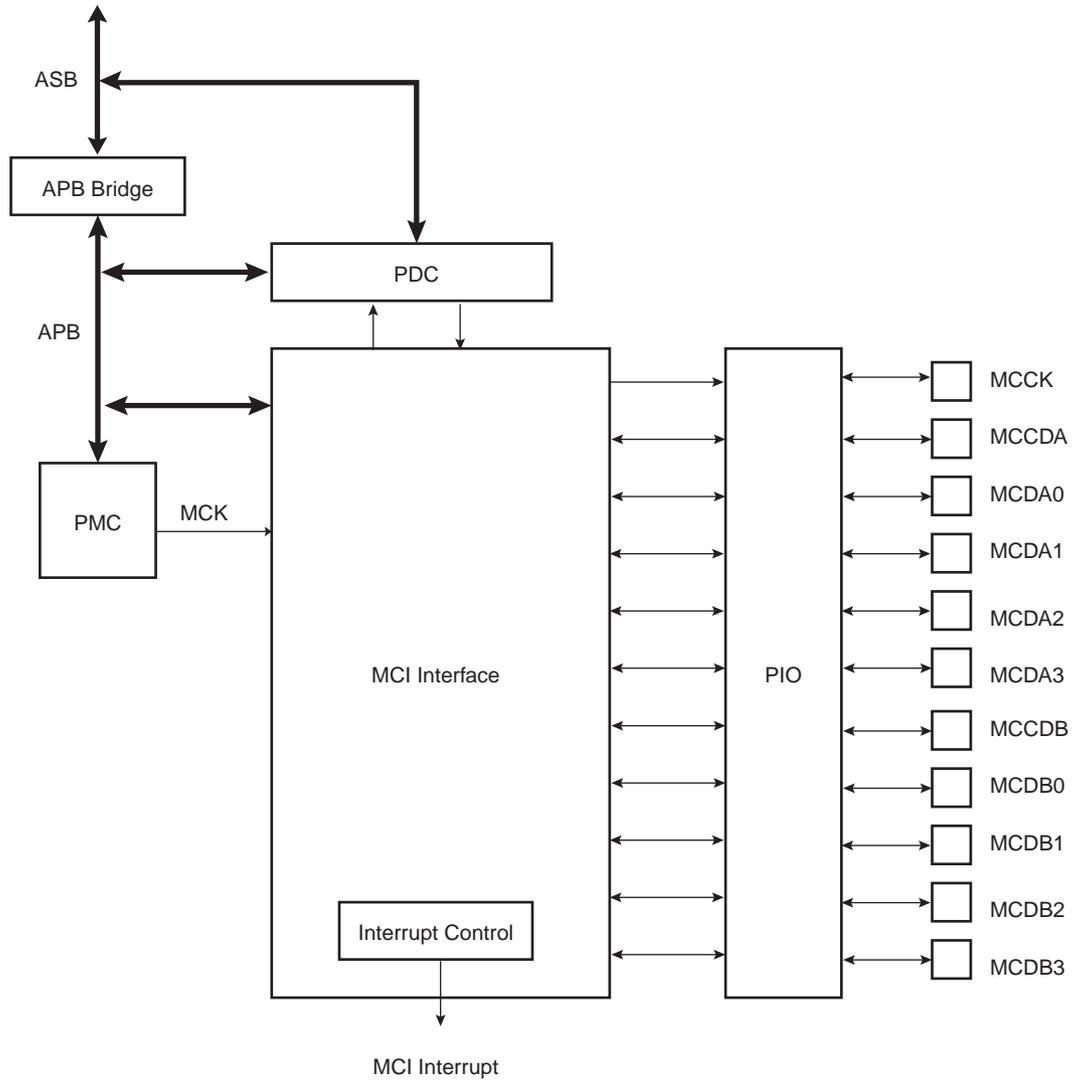 ASB
APB Bridge
PDC
APB
MCCK
MCCDA
MCDA0
PMC
MCK
MCDA1
MCDA2
MCI Interface
PIO
MCDA3
MCCDB
MCDB0
MCDB1
MCDB2
Interrupt Control
MCDB3
MCI Interrupt